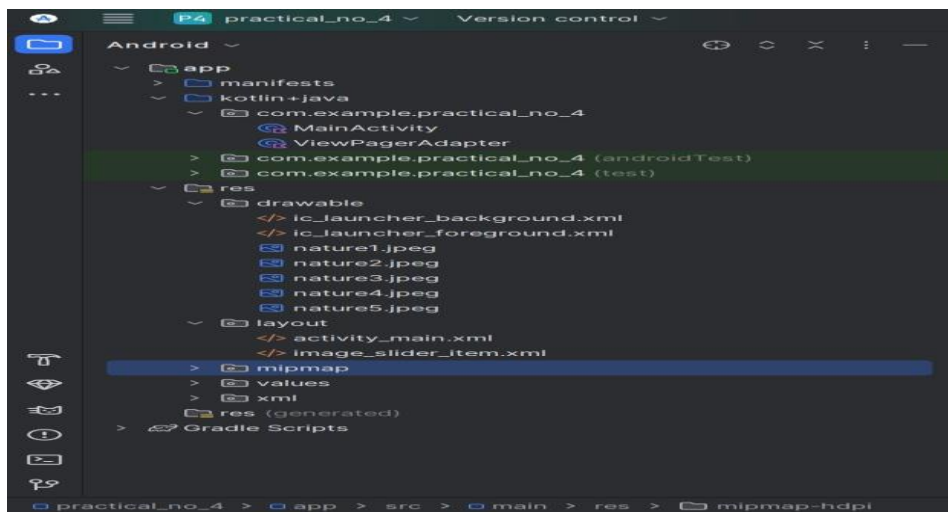 P4 practical_no_4 Version control
Android
app
manifests
kotlin+java
com.example.practical_no_4
MainActivity
ViewPagerAdapter
com.example.practical_no_4 (androidTest)
com.example.practical_no_4 (test)
res
drawable
ic_launcher_background.xml
ic_launcher_foreground.xml
nature1.jpeg
nature2.jpeg
nature3.jpeg
nature4.jpeg
nature5.jpeg
layout
activity_main.xml
image_slider_item.xml
mipmap
values
xml
res (generated)
Gradle Scripts
practical_no_4 > app > src > main > res > mipmap-hdpi